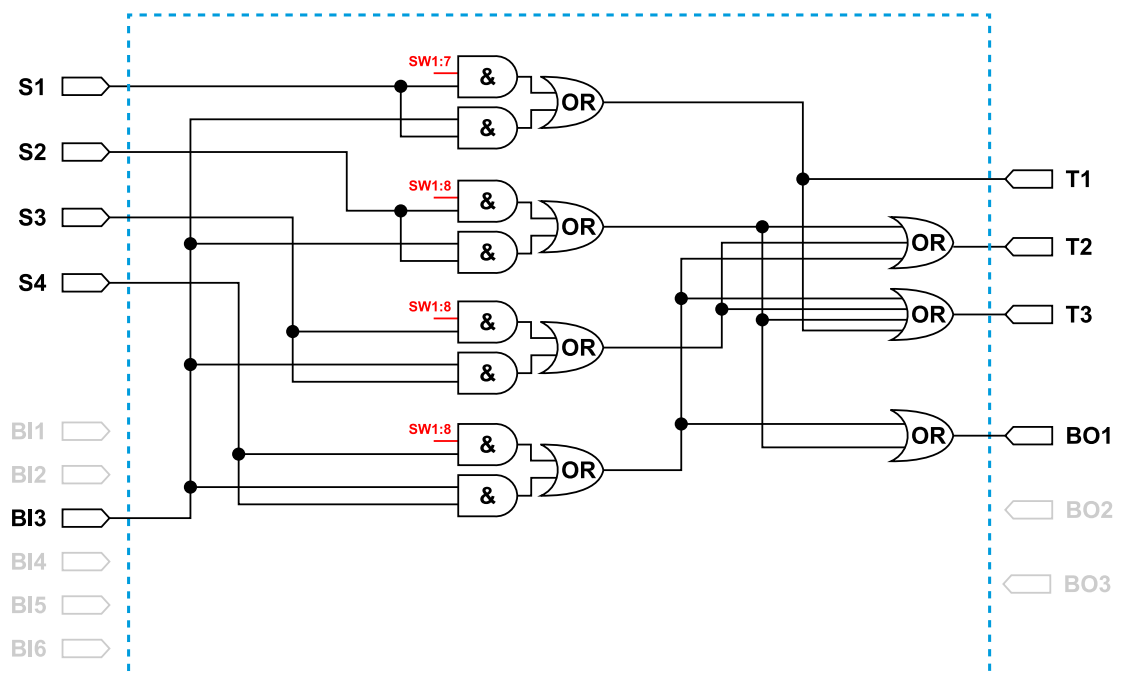 SW1:7
S1
&
OR
&
S2
T1
SW1:8
S3
&
OR
OR
T2
&
S4
SW1:8
OR
T3
&
OR
&
SW1:8
BI1
&
OR
BO1
BI2
OR
&
BI3
BO2
BI4
BO3
BI5
BI6